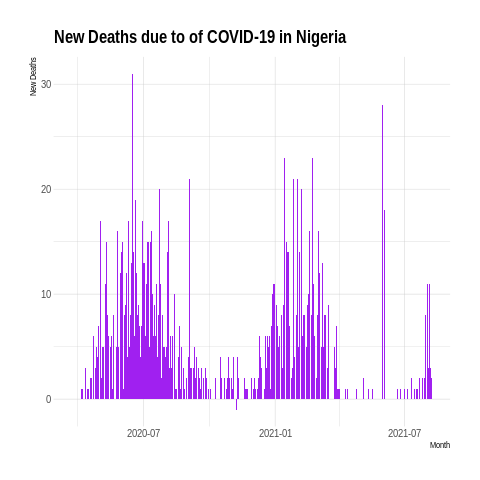 New Deaths due to of COVID-19 in Nigeria
New Deaths
30
20
10
0
2020-07
2021-01
2021-07
Month